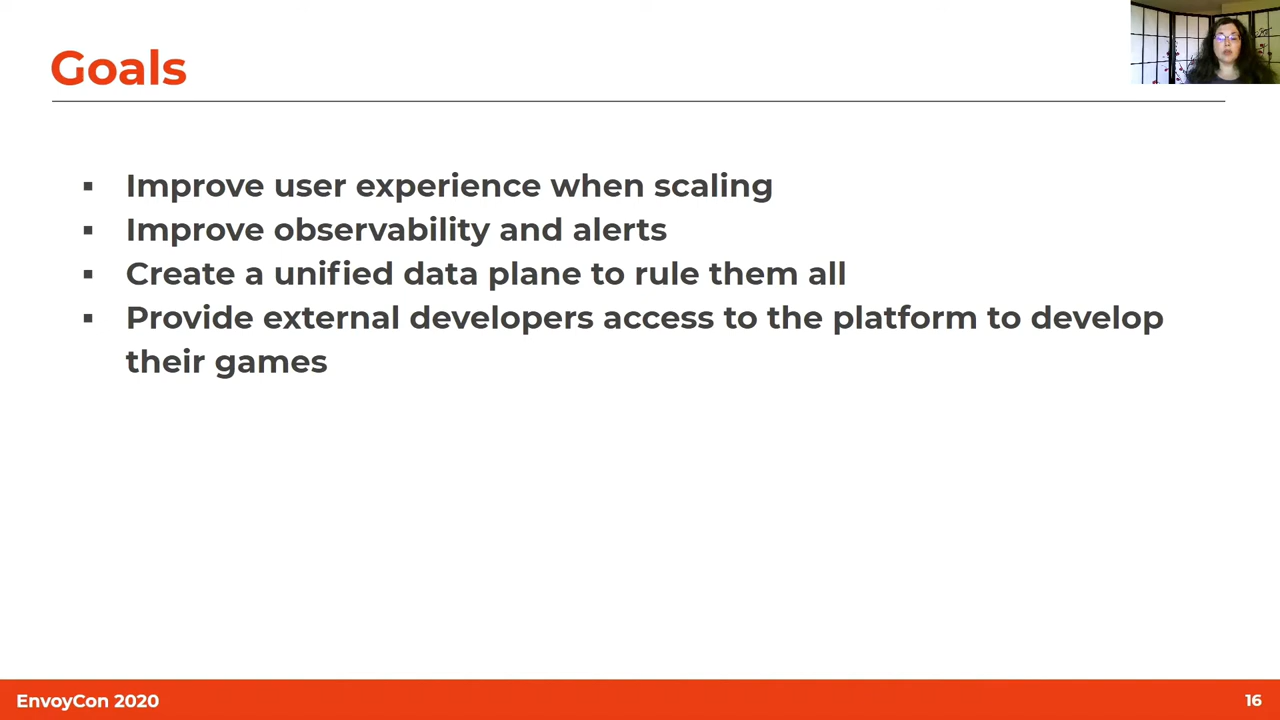 Goals
▪ Improve user experience when scaling
▪ Improve observability and alerts
▪ Create a unified data plane to rule them all
▪ Provide external developers access to the platform to develop
their games
EnvoyCon 2020
16